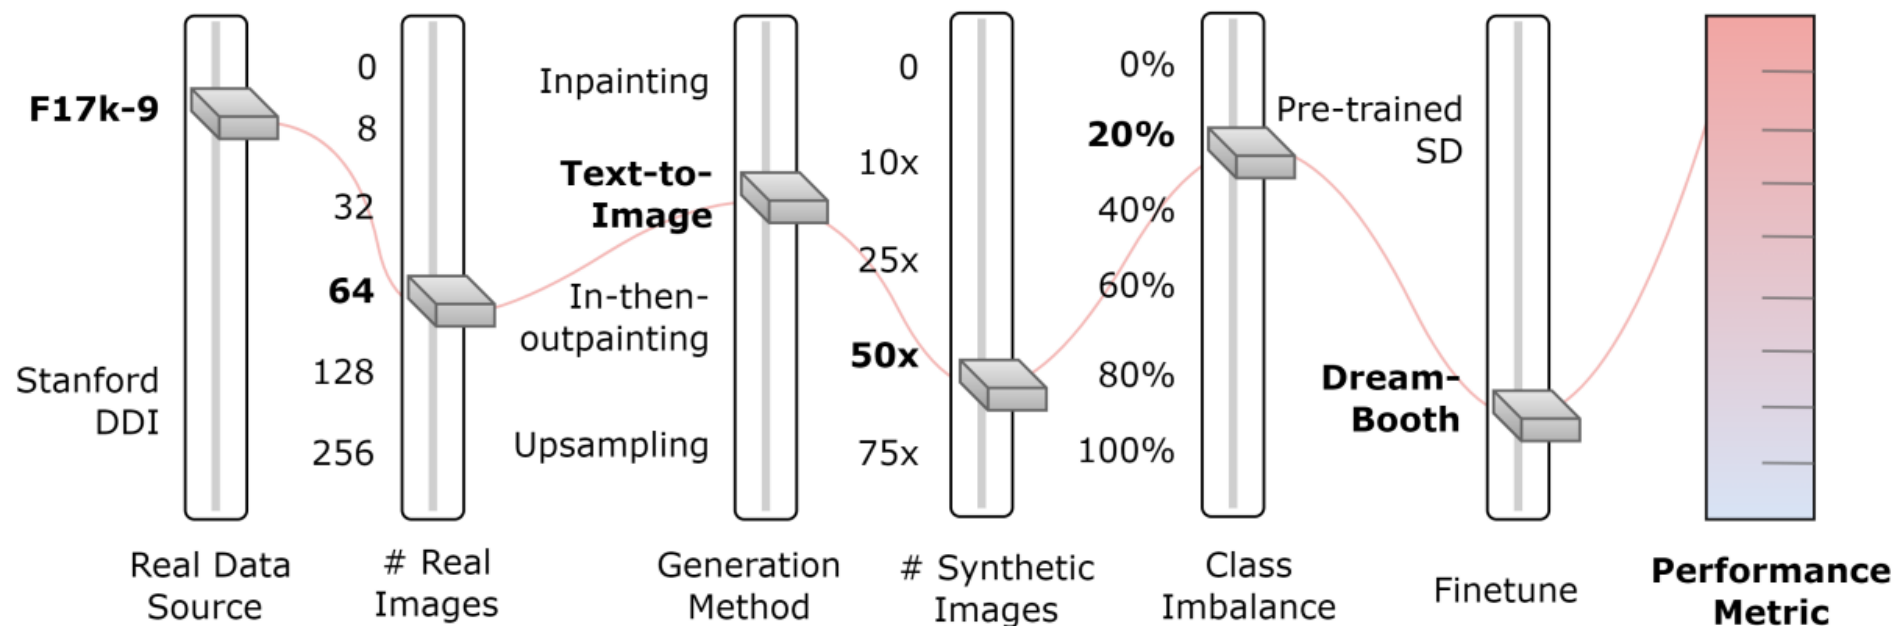 F17k-9
Stanford
DDI
Real Data
Source
0
8
32
64
128
256
# Real
Images
Inpainting
Text-to-
Image
In-then-
outpainting
Upsampling
Generation
Method
0
10x
25x
50x
75x
# Synthetic
Images
0%
20%
40%
60%
80%
100%
Class
Imbalance
Pre-trained
SD
Dream-
Booth
Finetune
Performance
Metric